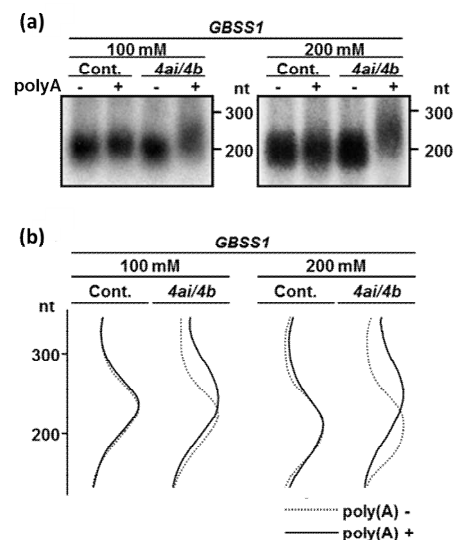 (a)
GBSS1
100 mM 200 mM
Cont. 4ai/4b Cont. 4ai/4b
polyA - + - + nt - + - + nt
300 300
200 200
(b)
GBSS1
100 mM 200 mM
nt Cont. 4ai/4b Cont. 4ai/4b
300
200
poly(A) -
poly(A) +